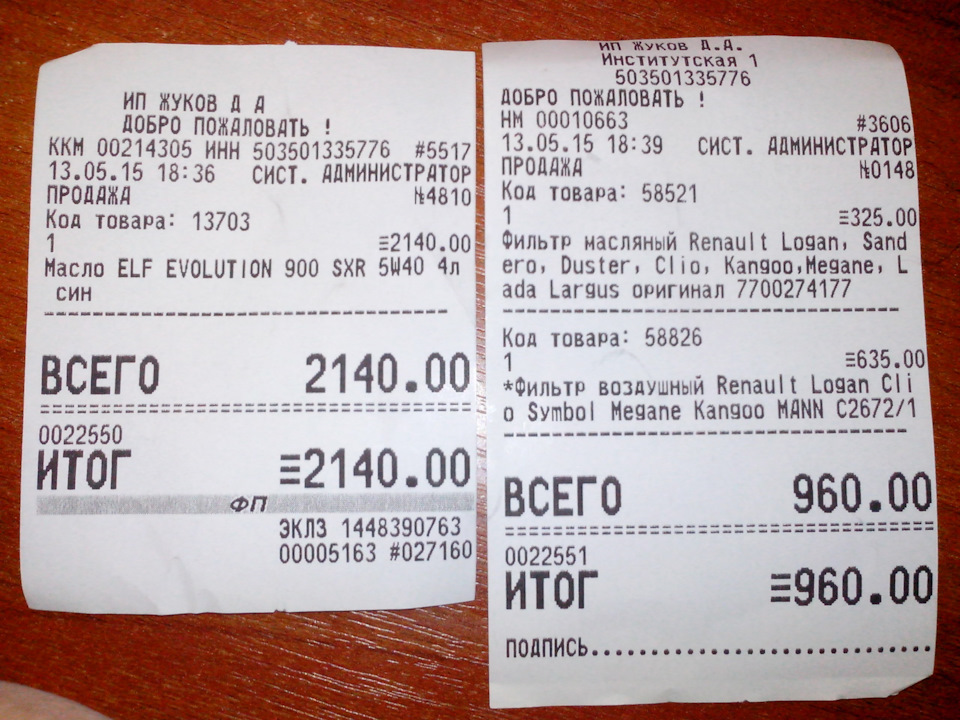 ИП ЖУКОВ Д А
ДОБРО ПОЖАЛОВАТЬ !
ККМ 00214305 ИНН 503501335776 #5517
13.05.15 18:36 СИСТ. АДМИНИСТРАТОР
ПРОДАЖА №4810
Код товара: 13703
1 ≡2140.00
Масло ELF EVOLUTION 900 SXR 5W40 4л
син
ВСЕГО 2140.00
0022550
ИТОГ ≡2140.00
ФП
ЭКЛЗ 1448390763
00005163 #027160
ИП ЖУКОВ Д.А.
Институтская 1
503501335776
ДОБРО ПОЖАЛОВАТЬ !
НМ 00010663 #3606
13.05.15 18:39 СИСТ. АДМИНИСТРАТОР
ПРОДАЖА №0148
Код товара: 58521
1 ≡325.00
Фильтр масляный Renault Logan, Sand
ero, Duster, Clio, Kangoo,Megane, L
ada Largus оригинал 7700274177
Код товара: 58826
1 ≡635.00
*Фильтр воздушный Renault Logan Cli
o Symbol Megane Kangoo MANN C2672/1
ВСЕГО 960.00
0022551
ИТОГ ≡960.00
ПОДПИСЬ..............................